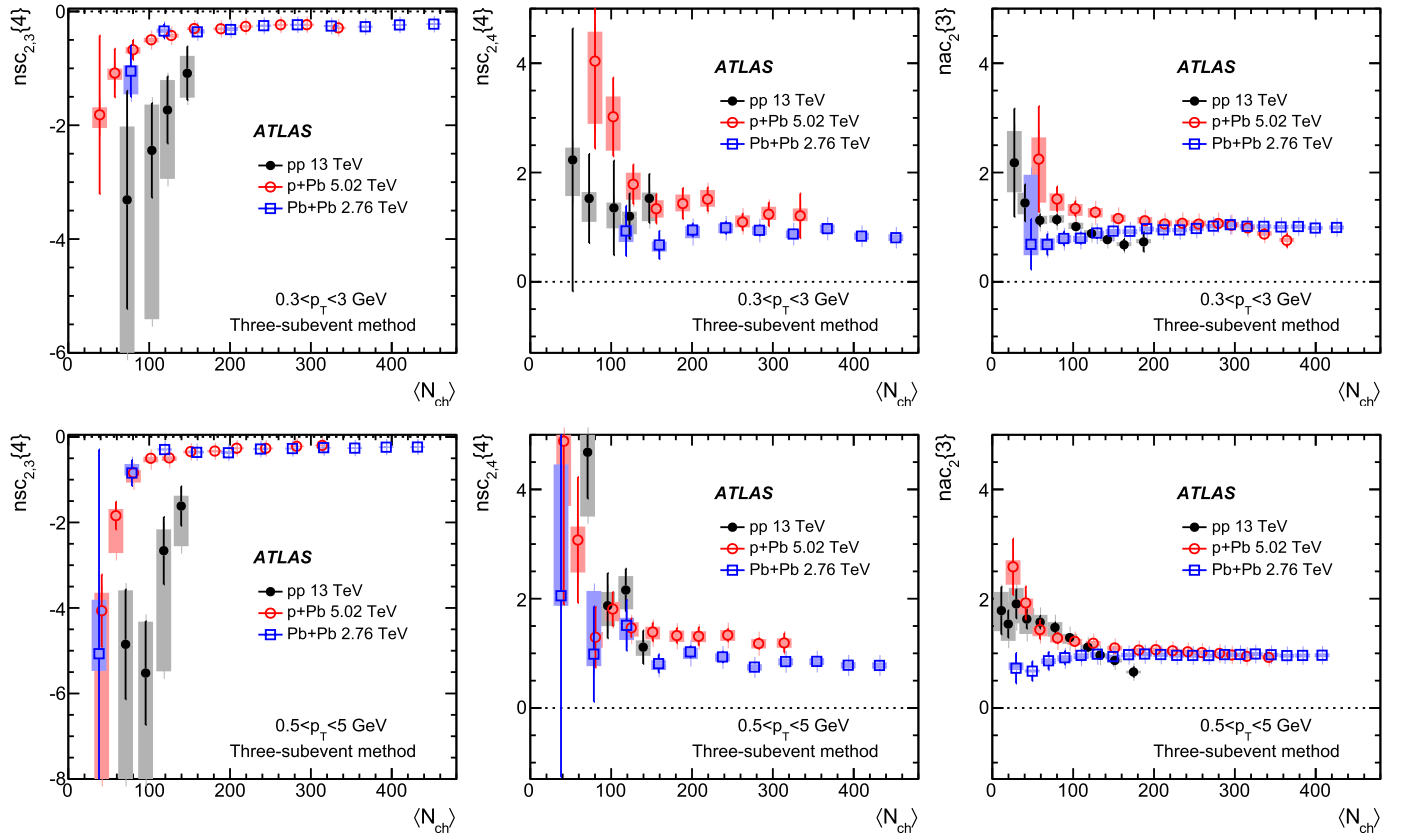 nsc2,3{4}
0
-2
-4
-6
ATLAS
pp 13 TeV
p+Pb 5.02 TeV
Pb+Pb 2.76 TeV
0.3<pT<3 GeV
Three-subevent method
0 100 200 300 400
⟨Nch⟩
nsc2,4{4}
4
2
0
ATLAS
pp 13 TeV
p+Pb 5.02 TeV
Pb+Pb 2.76 TeV
0.3<pT<3 GeV
Three-subevent method
0 100 200 300 400
⟨Nch⟩
nac2{3}
4
2
0
ATLAS
pp 13 TeV
p+Pb 5.02 TeV
Pb+Pb 2.76 TeV
0.3<pT<3 GeV
Three-subevent method
0 100 200 300 400
⟨Nch⟩
nsc2,3{4}
0
-2
-4
-6
-8
ATLAS
pp 13 TeV
p+Pb 5.02 TeV
Pb+Pb 2.76 TeV
0.5<pT<5 GeV
Three-subevent method
0 100 200 300 400
⟨Nch⟩
nsc2,4{4}
4
2
0
ATLAS
pp 13 TeV
p+Pb 5.02 TeV
Pb+Pb 2.76 TeV
0.5<pT<5 GeV
Three-subevent method
0 100 200 300 400
⟨Nch⟩
nac2{3}
4
2
0
ATLAS
pp 13 TeV
p+Pb 5.02 TeV
Pb+Pb 2.76 TeV
0.5<pT<5 GeV
Three-subevent method
0 100 200 300 400
⟨Nch⟩